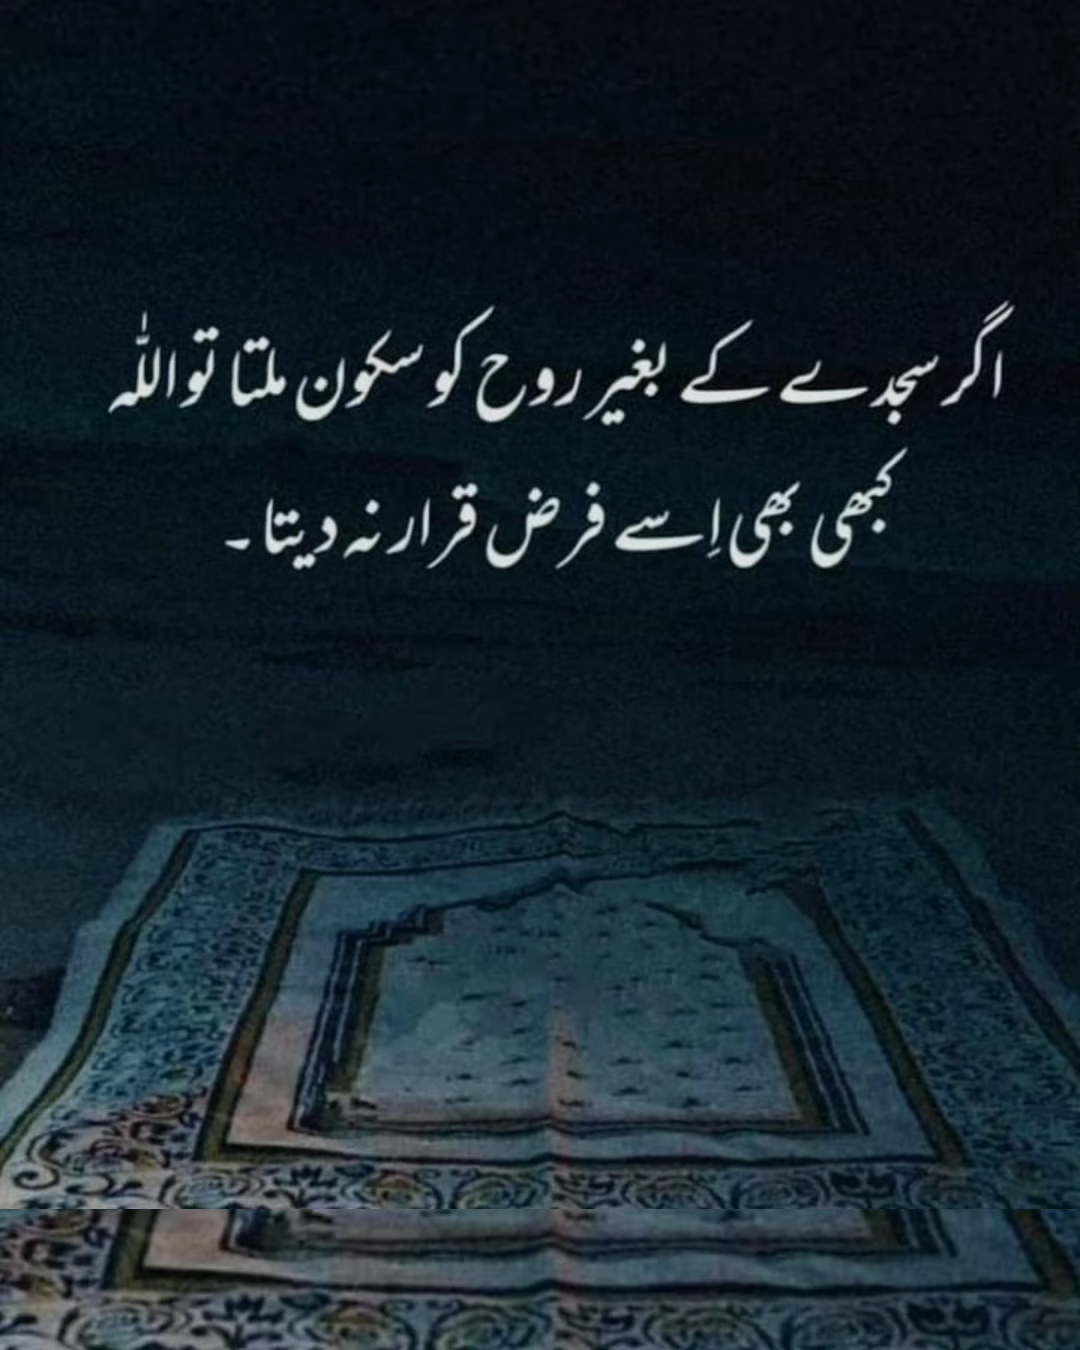 اگر سجدے کے بغیر روح کو سکون ملتا تو اللہ
کبھی بھی اِسے فرض قرار نہ دیتا۔